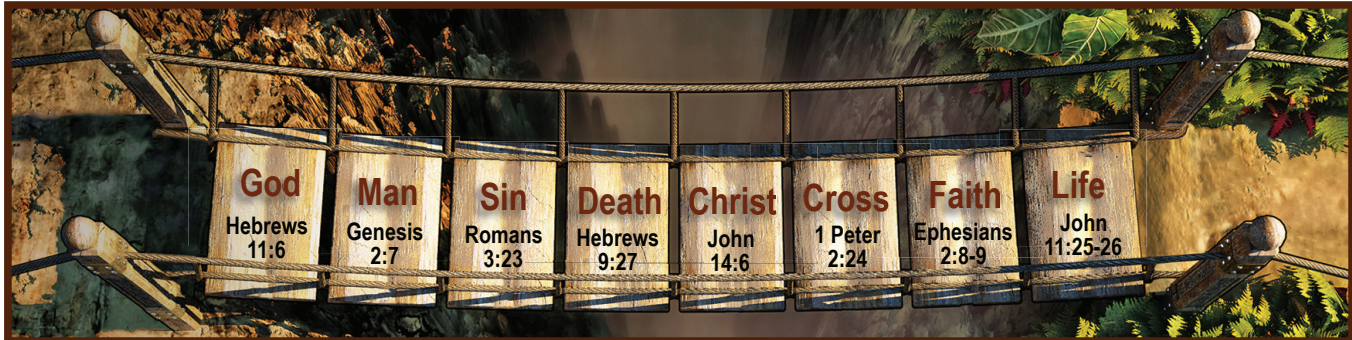 God
Hebrews
11:6
Man
Genesis
2:7
Sin
Romans
3:23
Death
Hebrews
9:27
Christ
John
14:6
Cross
1 Peter
2:24
Faith
Ephesians
2:8-9
Life
John
11:25-26